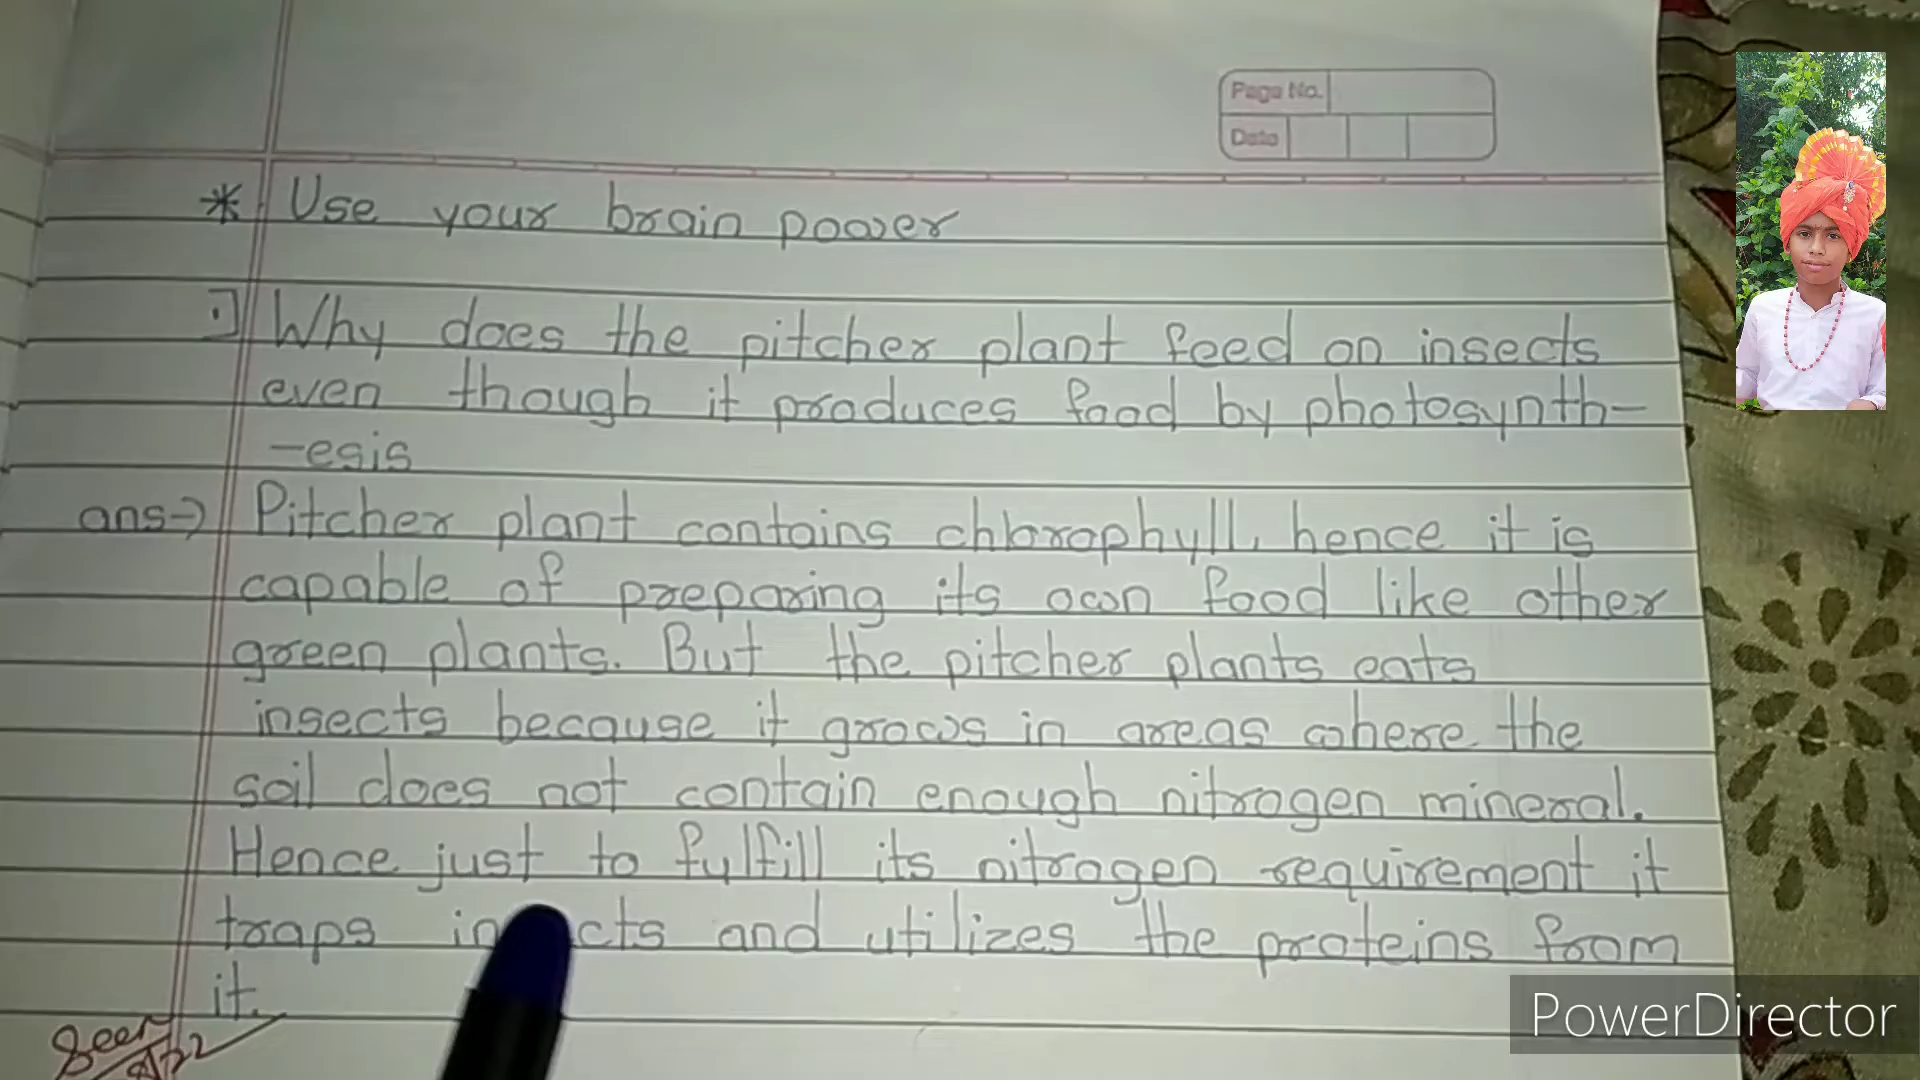 Page No.
Date
* Use your brain power
·] Why does the pitcher plant feed on insects
even though it produces food by photosynth-
-esis
ans→) Pitcher plant contains chlorophyll, hence it is
capable of preparing its own food like other
green plants. But the pitcher plants eats
insects because it grows in areas where the
soil does not contain enough nitrogen mineral.
Hence just to fulfill its nitrogen requirement it
traps insects and utilizes the proteins from
it.
Seen
PowerDirector